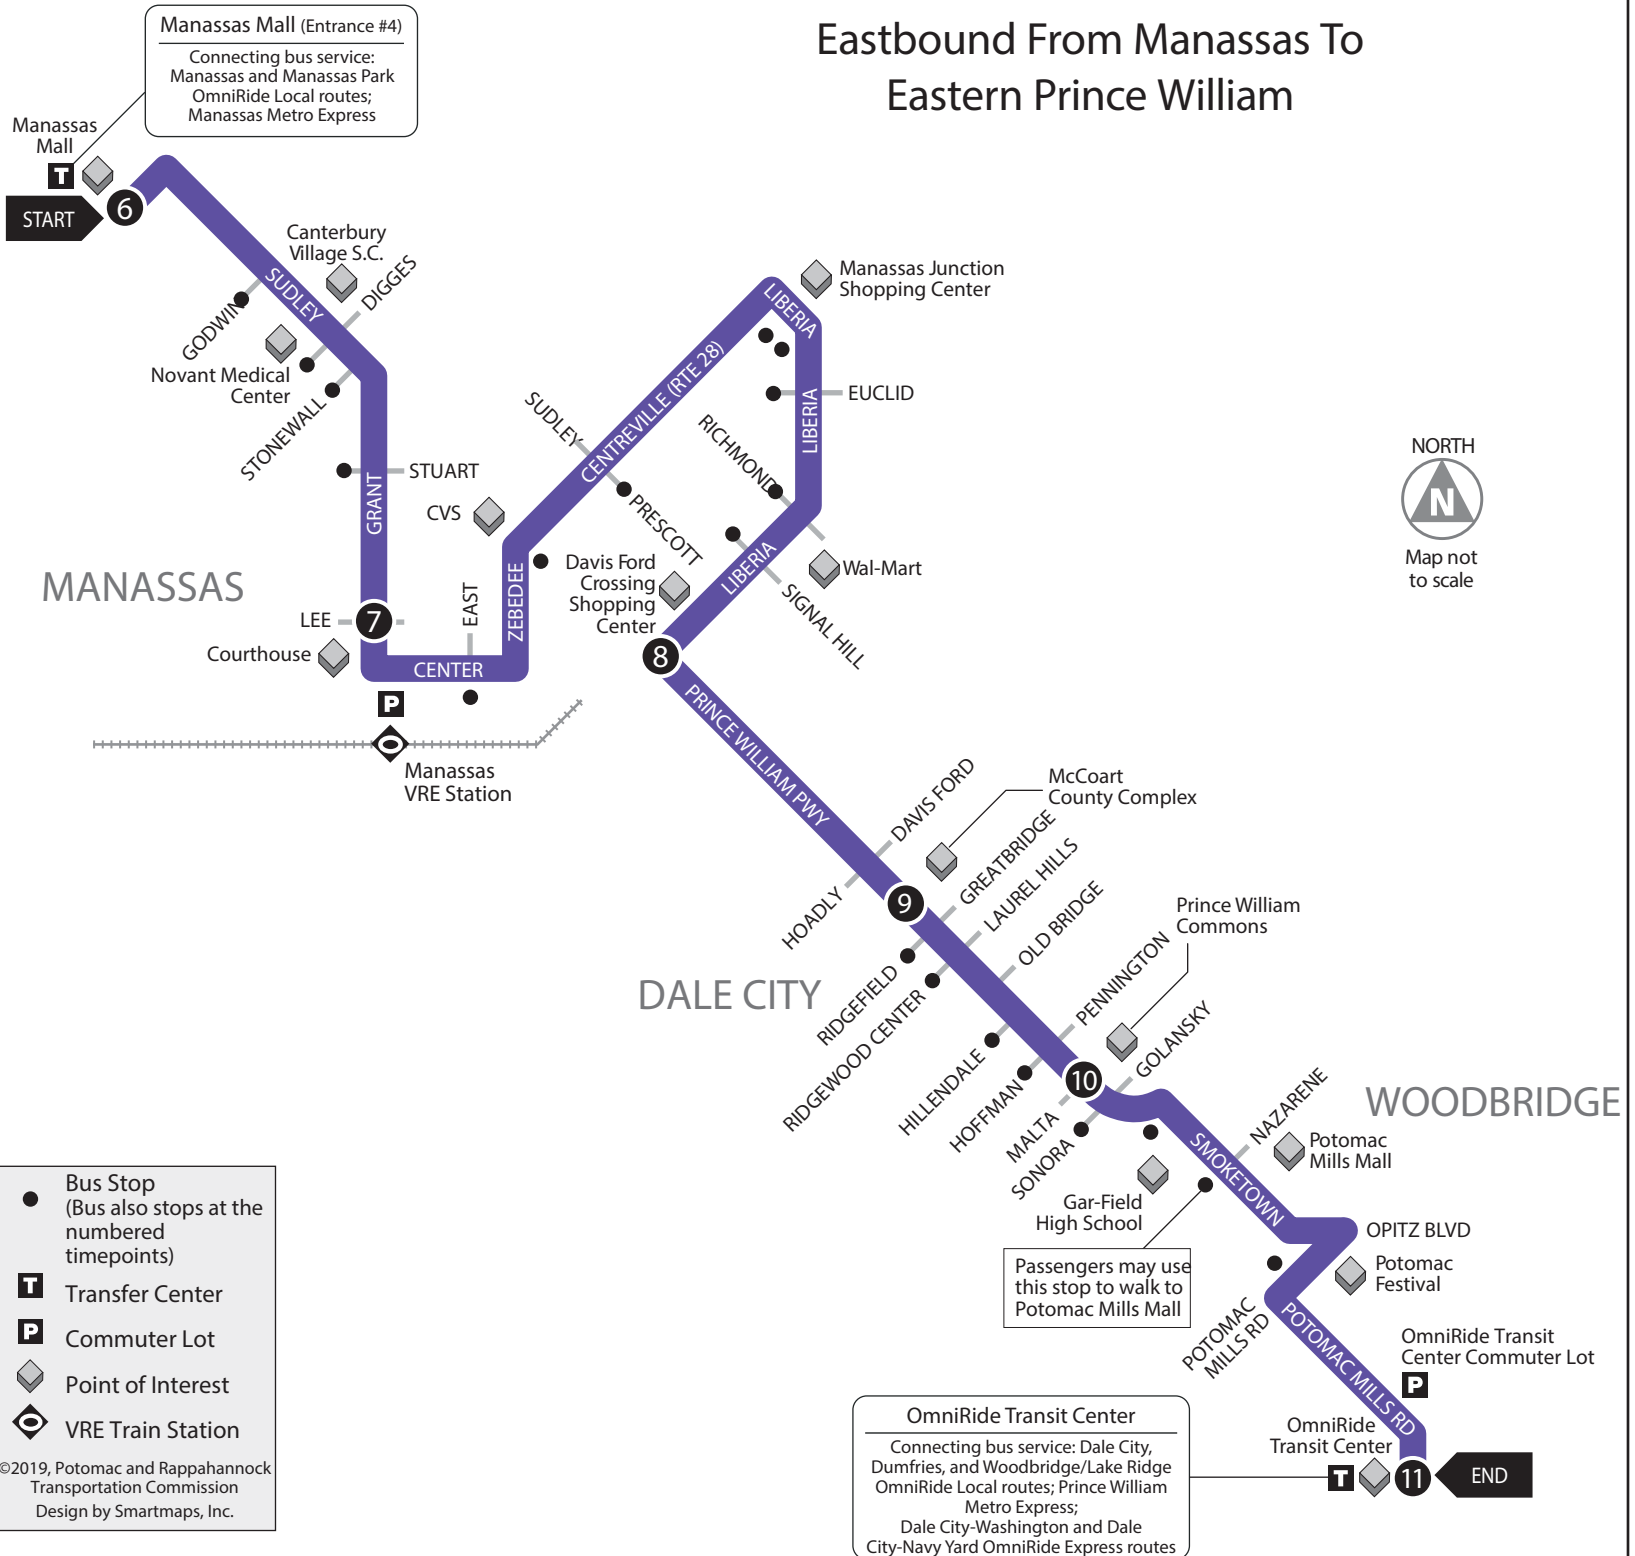 Eastbound From Manassas To
Eastern Prince William
Manassas Mall (Entrance #4)
Connecting bus service:
Manassas and Manassas Park
OmniRide Local routes;
Manassas Metro Express
Manassas
Mall
T
START
6
Canterbury
Village S.C.
DIGGES
SUDLEY
GODWIN
Novant Medical
Center
STONEWALL
STUART
GRANT
CVS
MANASSAS
LEE
7
Courthouse
CENTER
EAST
ZEBEDEE
P
Manassas
VRE Station
SUDLEY
CENTREVILLE (RTE 28)
PRESCOTT
LIBERIA
Manassas Junction
Shopping Center
EUCLID
LIBERIA
RICHMOND
Wal-Mart
LIBERIA
SIGNAL HILL
Davis Ford
Crossing
Shopping
Center
8
NORTH
N
Map not
to scale
PRINCE WILLIAM PWY
DAVIS FORD
HOADLY
McCoart
County Complex
9
GREATBRIDGE
LAUREL HILLS
OLD BRIDGE
DALE CITY
RIDGEFIELD
RIDGEWOOD CENTER
HILLENDALE
PENNINGTON
Prince William
Commons
HOFFMAN
10
GOLANSKY
MALTA
SONORA
WOODBRIDGE
NAZARENE
SMOKETOWN
Potomac
Mills Mall
Gar-Field
High School
Passengers may use
this stop to walk to
Potomac Mills Mall
OPITZ BLVD
Potomac
Festival
POTOMAC
MILLS RD
POTOMAC MILLS RD
OmniRide Transit
Center Commuter Lot
P
OmniRide
Transit Center
T
11
END
OmniRide Transit Center
Connecting bus service: Dale City,
Dumfries, and Woodbridge/Lake Ridge
OmniRide Local routes; Prince William
Metro Express;
Dale City-Washington and Dale
City-Navy Yard OmniRide Express routes
Bus Stop
(Bus also stops at the
numbered
timepoints)
T Transfer Center
P Commuter Lot
Point of Interest
VRE Train Station
©2019, Potomac and Rappahannock
Transportation Commission
Design by Smartmaps, Inc.